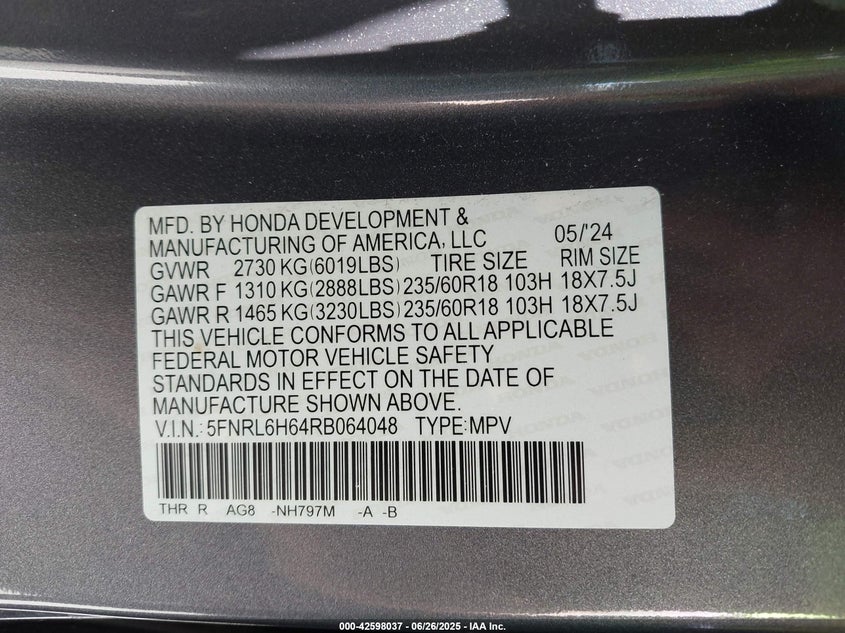 MFD. BY HONDA DEVELOPMENT &
MANUFACTURING OF AMERICA, LLC 05/'24
GVWR 2730 KG(6019LBS) TIRE SIZE RIM SIZE
GAWR F 1310 KG(2888LBS) 235/60R18 103H 18X7.5J
GAWR R 1465 KG(3230LBS) 235/60R18 103H 18X7.5J
THIS VEHICLE CONFORMS TO ALL APPLICABLE
FEDERAL MOTOR VEHICLE SAFETY
STANDARDS IN EFFECT ON THE DATE OF
MANUFACTURE SHOWN ABOVE.
V.I.N.: 5FNRL6H64RB064048 TYPE:MPV
THR R AG8 -NH797M -A -B
000-42598037 - 06/26/2025 - IAA Inc.